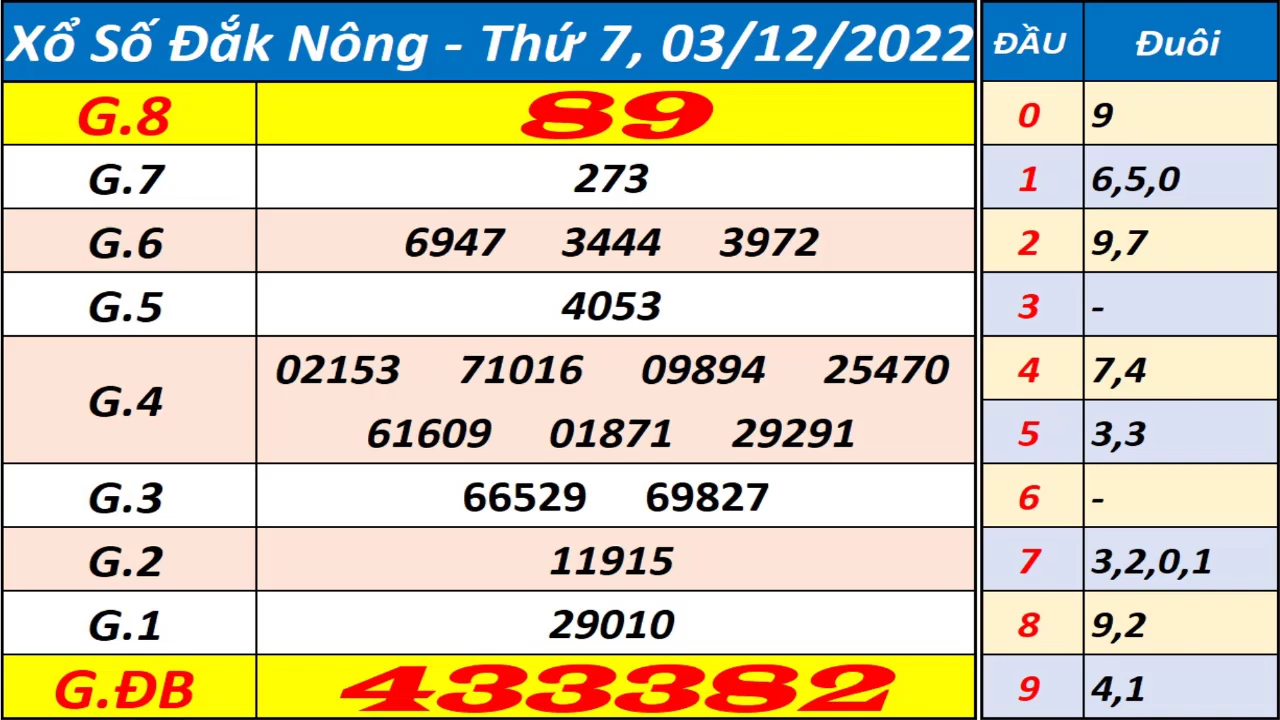 Xổ Số Đắk Nông - Thứ 7, 03/12/2022 ĐẦU Đuôi
G.8 89 0 9
G.7 273 1 6,5,0
G.6 6947 3444 3972 2 9,7
G.5 4053 3 -
G.4 02153 71016 09894 25470 4 7,4
61609 01871 29291 5 3,3
G.3 66529 69827 6 -
G.2 11915 7 3,2,0,1
G.1 29010 8 9,2
G.ĐB 433382 9 4,1